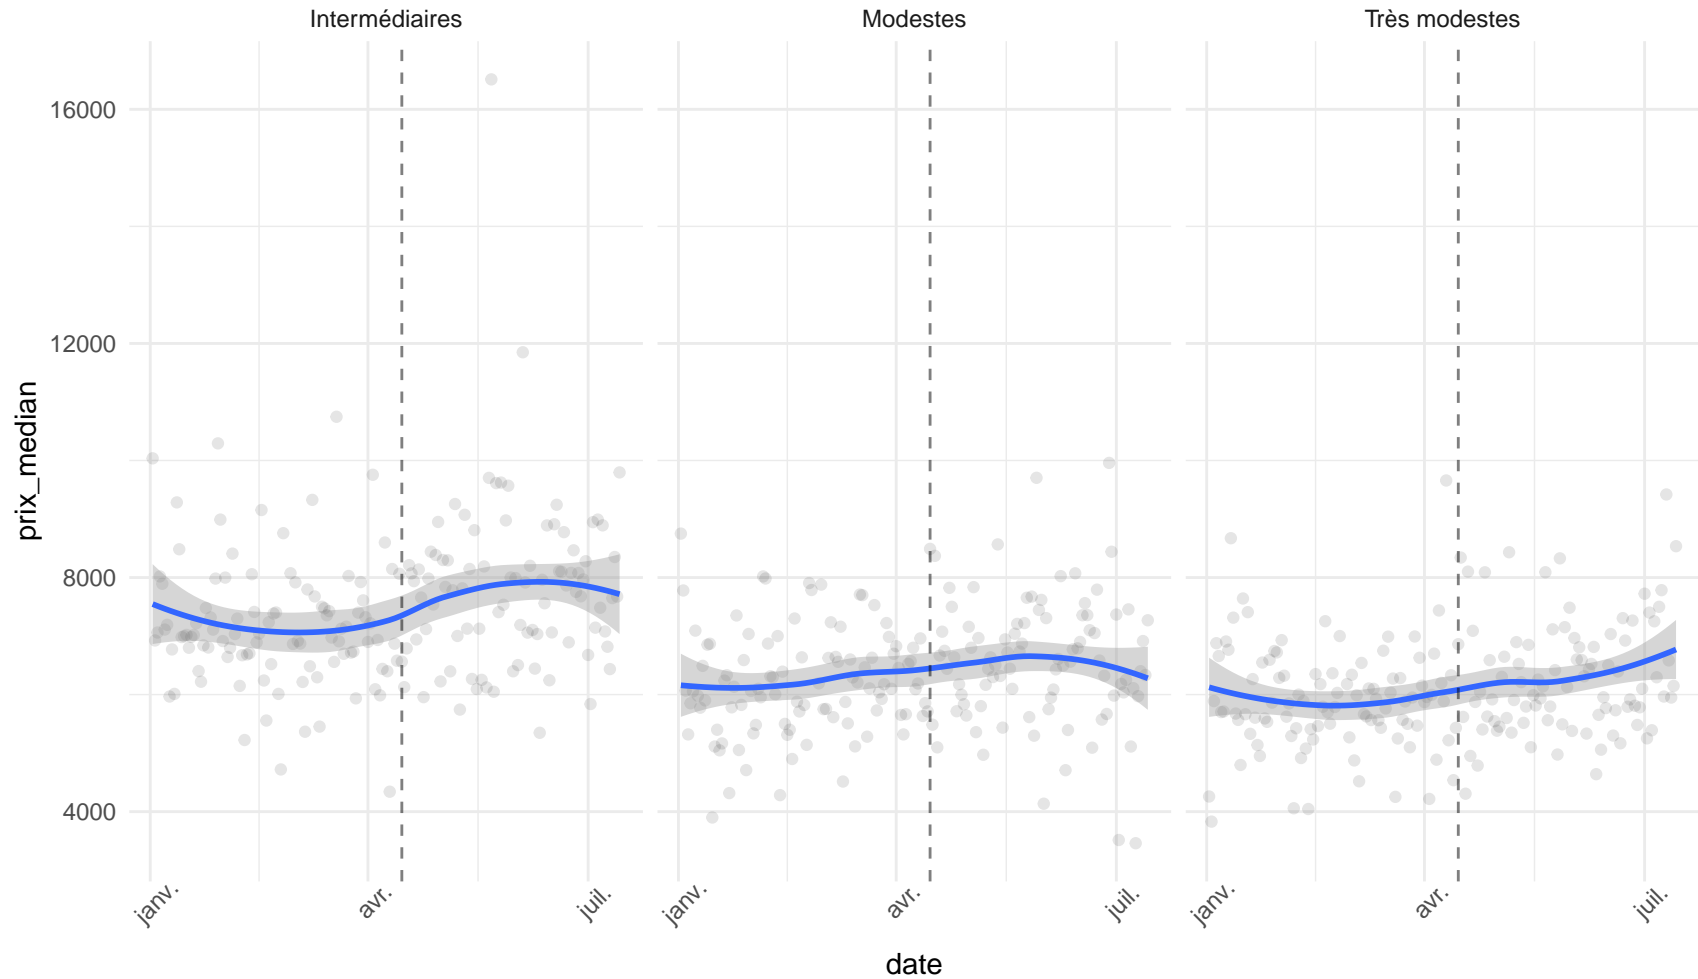 Intermédiaires
Modestes
Très modestes
16000
12000
8000
4000
prix_median
janv.
avr.
juil.
janv.
avr.
juil.
janv.
avr.
juil.
date